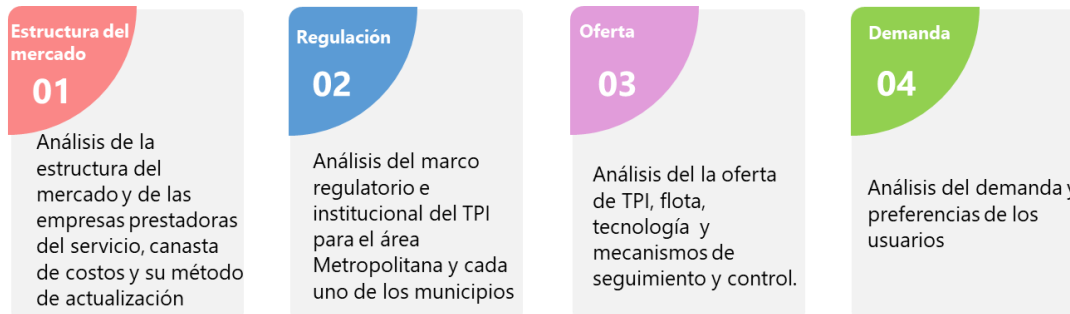 Estructura del
mercado
01
Análisis de la
estructura del
mercado y de las
empresas prestadoras
del servicio, canasta
de costos y su método
de actualización
Regulación
02
Análisis del marco
regulatorio e
institucional del TPI
para el área
Metropolitana y cada
uno de los municipios
Oferta
03
Análisis del la oferta
de TPI, flota,
tecnología y
mecanismos de
seguimiento y control.
Demanda
04
Análisis del demanda y
preferencias de los
usuarios